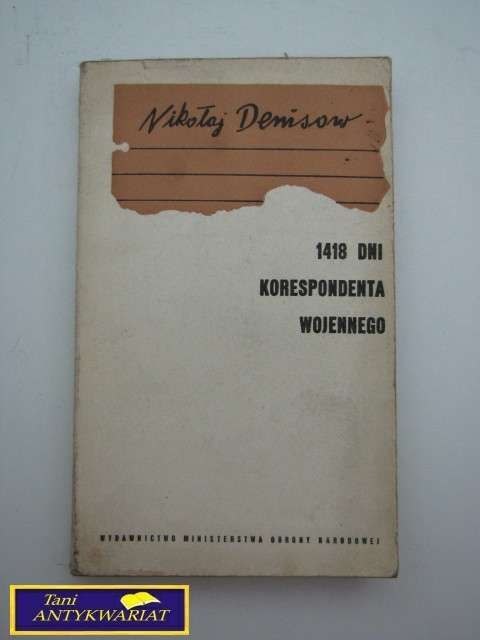 Nikołaj Denisow
1418 DNI
KORESPONDENTA
WOJENNEGO
WYDAWNICTWO MINISTERSTWA OBRONY NARODOWEJ
Tani
ANTYKWARIAT